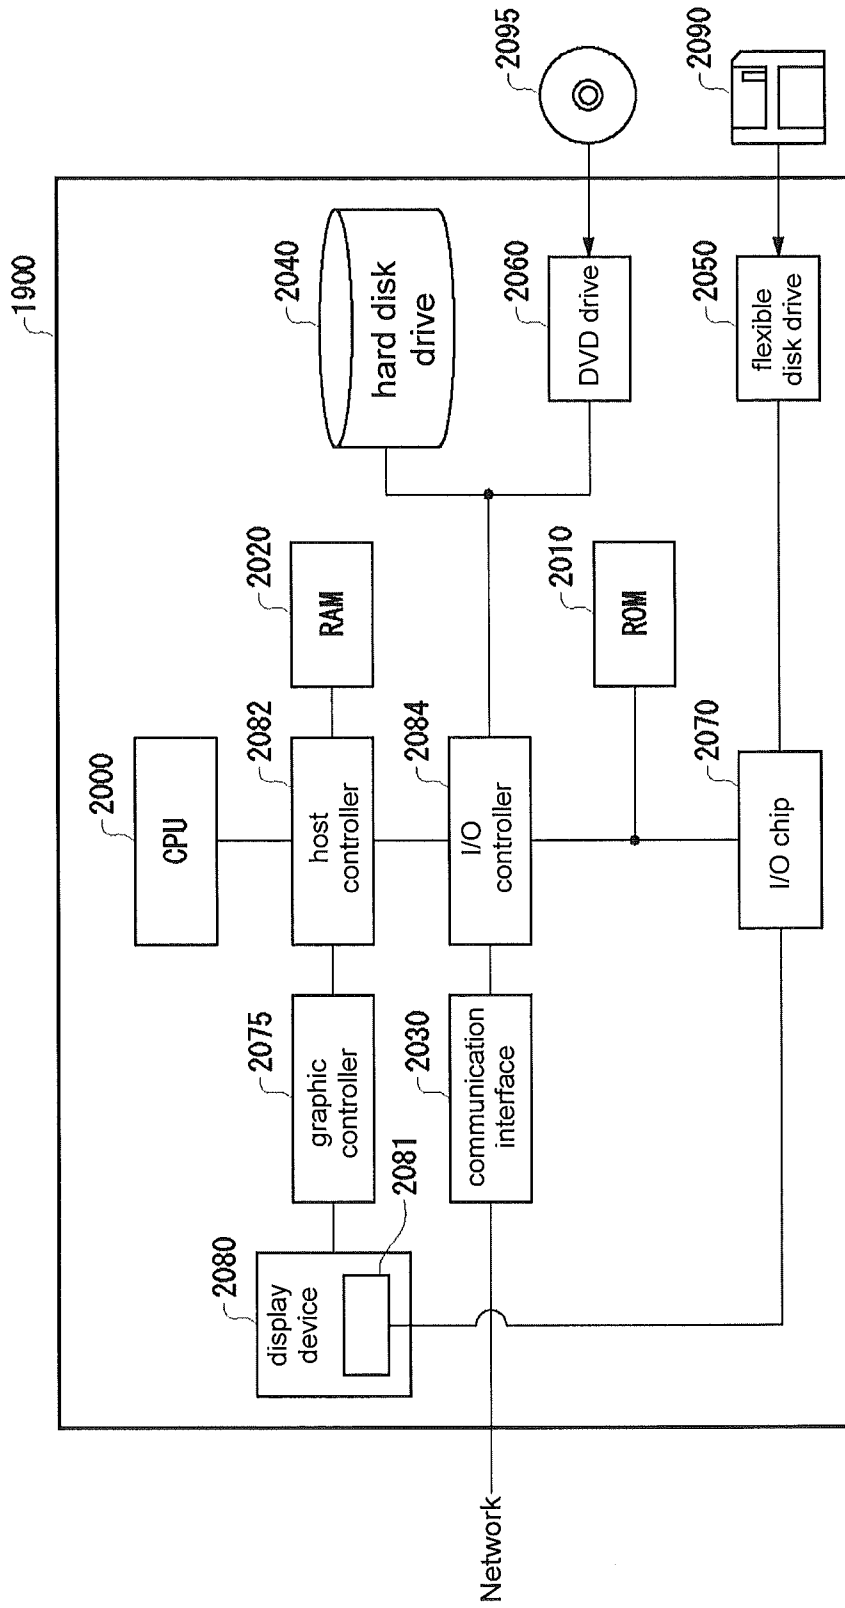 1900
2000
CPU
2080
display
device
2081
2075
graphic
controller
2082
host
controller
2020
RAM
2040
hard disk
drive
2095
Network
2030
communication
interface
2084
I/O
controller
2060
DVD drive
2010
ROM
2090
2070
I/O chip
2050
flexible
disk drive